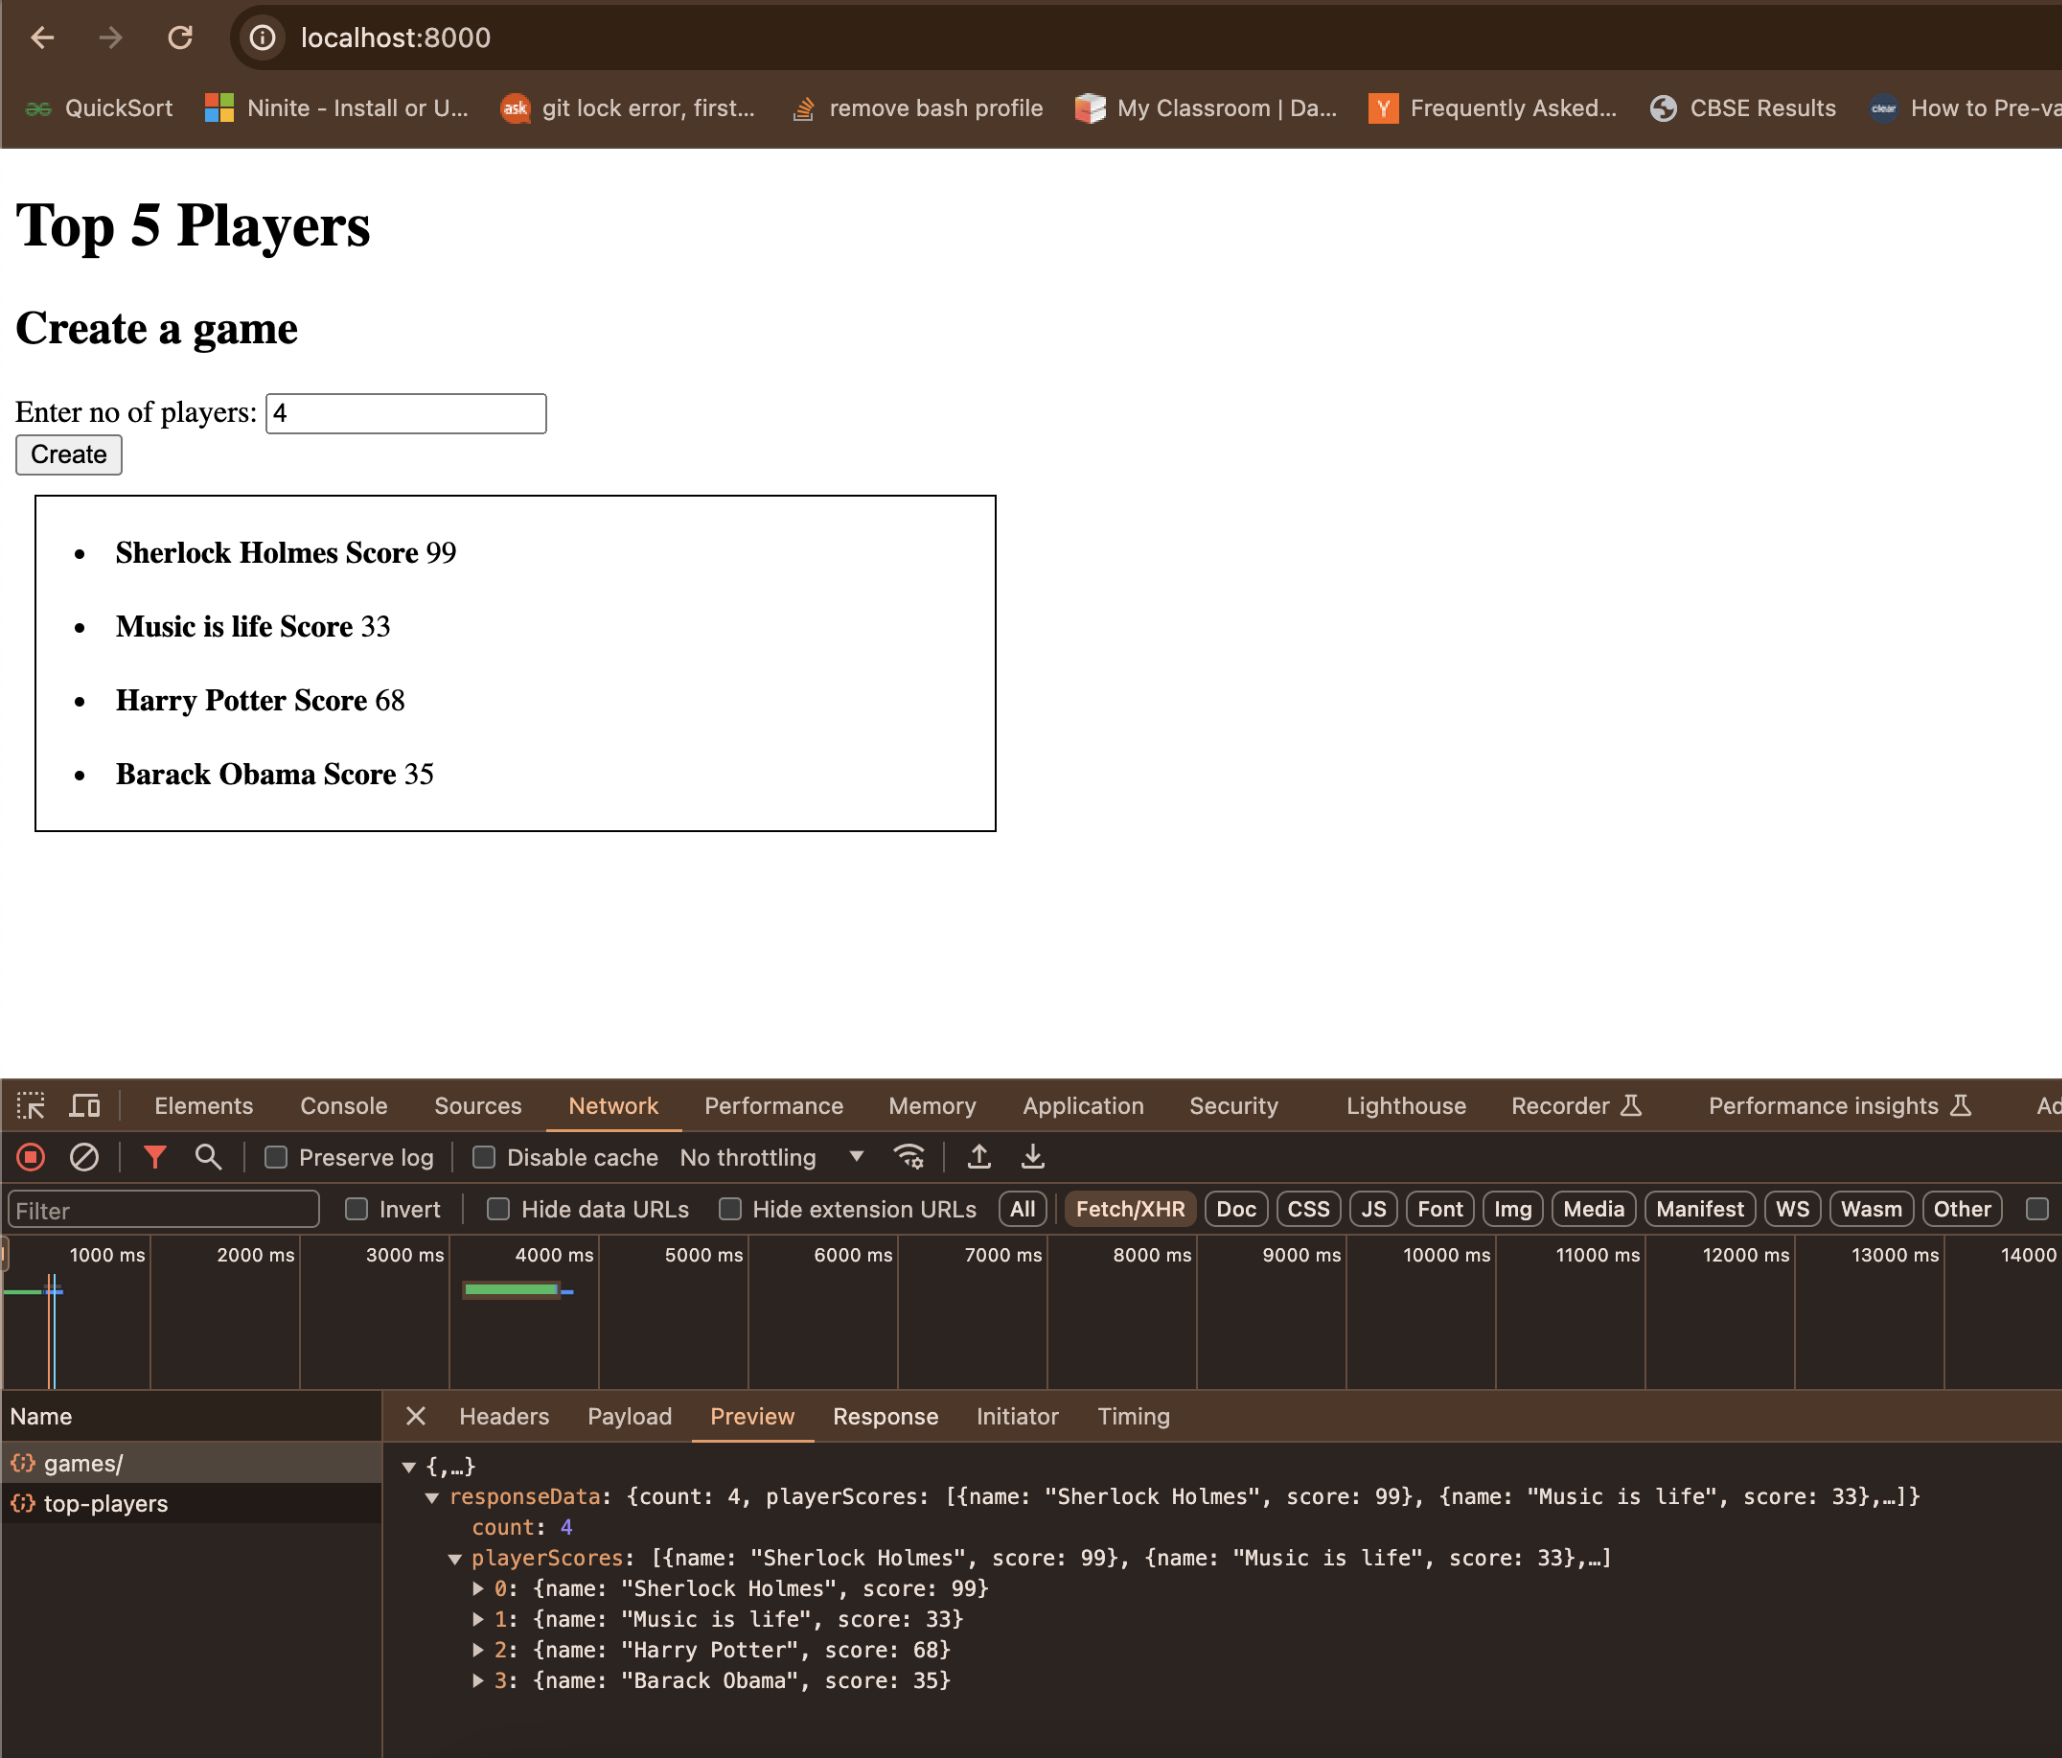 localhost:8000
QuickSort Ninite - Install or U... ask git lock error, first... remove bash profile My Classroom | Da... Y Frequently Asked... CBSE Results clear How to Pre-va
Top 5 Players
Create a game
Enter no of players: 4
Create
• Sherlock Holmes Score 99
• Music is life Score 33
• Harry Potter Score 68
• Barack Obama Score 35
Elements Console Sources Network Performance Memory Application Security Lighthouse Recorder Performance insights Ad
Preserve log Disable cache No throttling
Filter Invert Hide data URLs Hide extension URLs All Fetch/XHR Doc CSS JS Font Img Media Manifest WS Wasm Other
1000 ms 2000 ms 3000 ms 4000 ms 5000 ms 6000 ms 7000 ms 8000 ms 9000 ms 10000 ms 11000 ms 12000 ms 13000 ms 14000
Name Headers Payload Preview Response Initiator Timing
games/
top-players
{,…}
responseData: {count: 4, playerScores: [{name: "Sherlock Holmes", score: 99}, {name: "Music is life", score: 33},…]}
count: 4
playerScores: [{name: "Sherlock Holmes", score: 99}, {name: "Music is life", score: 33},…]
0: {name: "Sherlock Holmes", score: 99}
1: {name: "Music is life", score: 33}
2: {name: "Harry Potter", score: 68}
3: {name: "Barack Obama", score: 35}